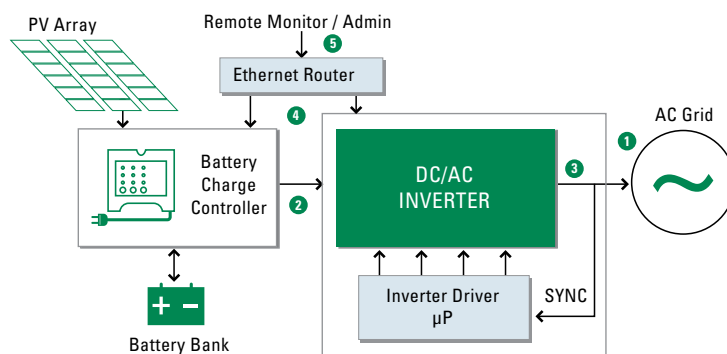 PV Array
Remote Monitor / Admin
5
Ethernet Router
4
AC Grid
1
Battery
Charge
Controller
2
DC/AC
INVERTER
3
Inverter Driver
µP
SYNC
Battery Bank